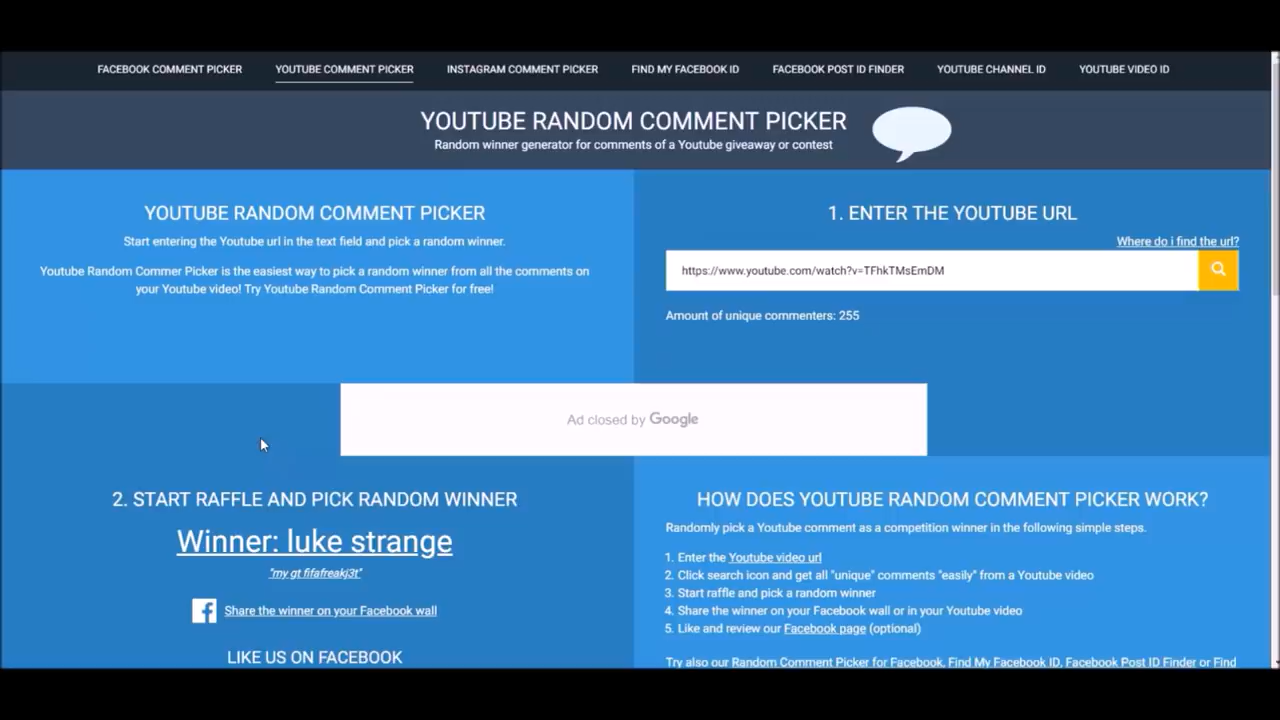 FACEBOOK COMMENT PICKER YOUTUBE COMMENT PICKER INSTAGRAM COMMENT PICKER FIND MY FACEBOOK ID FACEBOOK POST ID FINDER YOUTUBE CHANNEL ID YOUTUBE VIDEO ID
YOUTUBE RANDOM COMMENT PICKER
Random winner generator for comments of a Youtube giveaway or contest
YOUTUBE RANDOM COMMENT PICKER
Start entering the Youtube url in the text field and pick a random winner.
Youtube Random Commer Picker is the easiest way to pick a random winner from all the comments
on your Youtube video! Try Youtube Random Comment Picker for free!
1. ENTER THE YOUTUBE URL
Where do i find the url?
https://www.youtube.com/watch?v=TFhkTMsEmDM
Amount of unique commenters: 255
Ad closed by Google
2. START RAFFLE AND PICK RANDOM WINNER
Winner: luke strange
"my gt fifafreakj3t"
Share the winner on your Facebook wall
LIKE US ON FACEBOOK
HOW DOES YOUTUBE RANDOM COMMENT PICKER WORK?
Randomly pick a Youtube comment as a competition winner in the following simple steps.
1. Enter the Youtube video url
2. Click search icon and get all "unique" comments "easily" from a Youtube video
3. Start raffle and pick a random winner
4. Share the winner on your Facebook wall or in your Youtube video
5. Like and review our Facebook page (optional)
Try also our Random Comment Picker for Facebook, Find My Facebook ID, Facebook Post ID Finder or Find